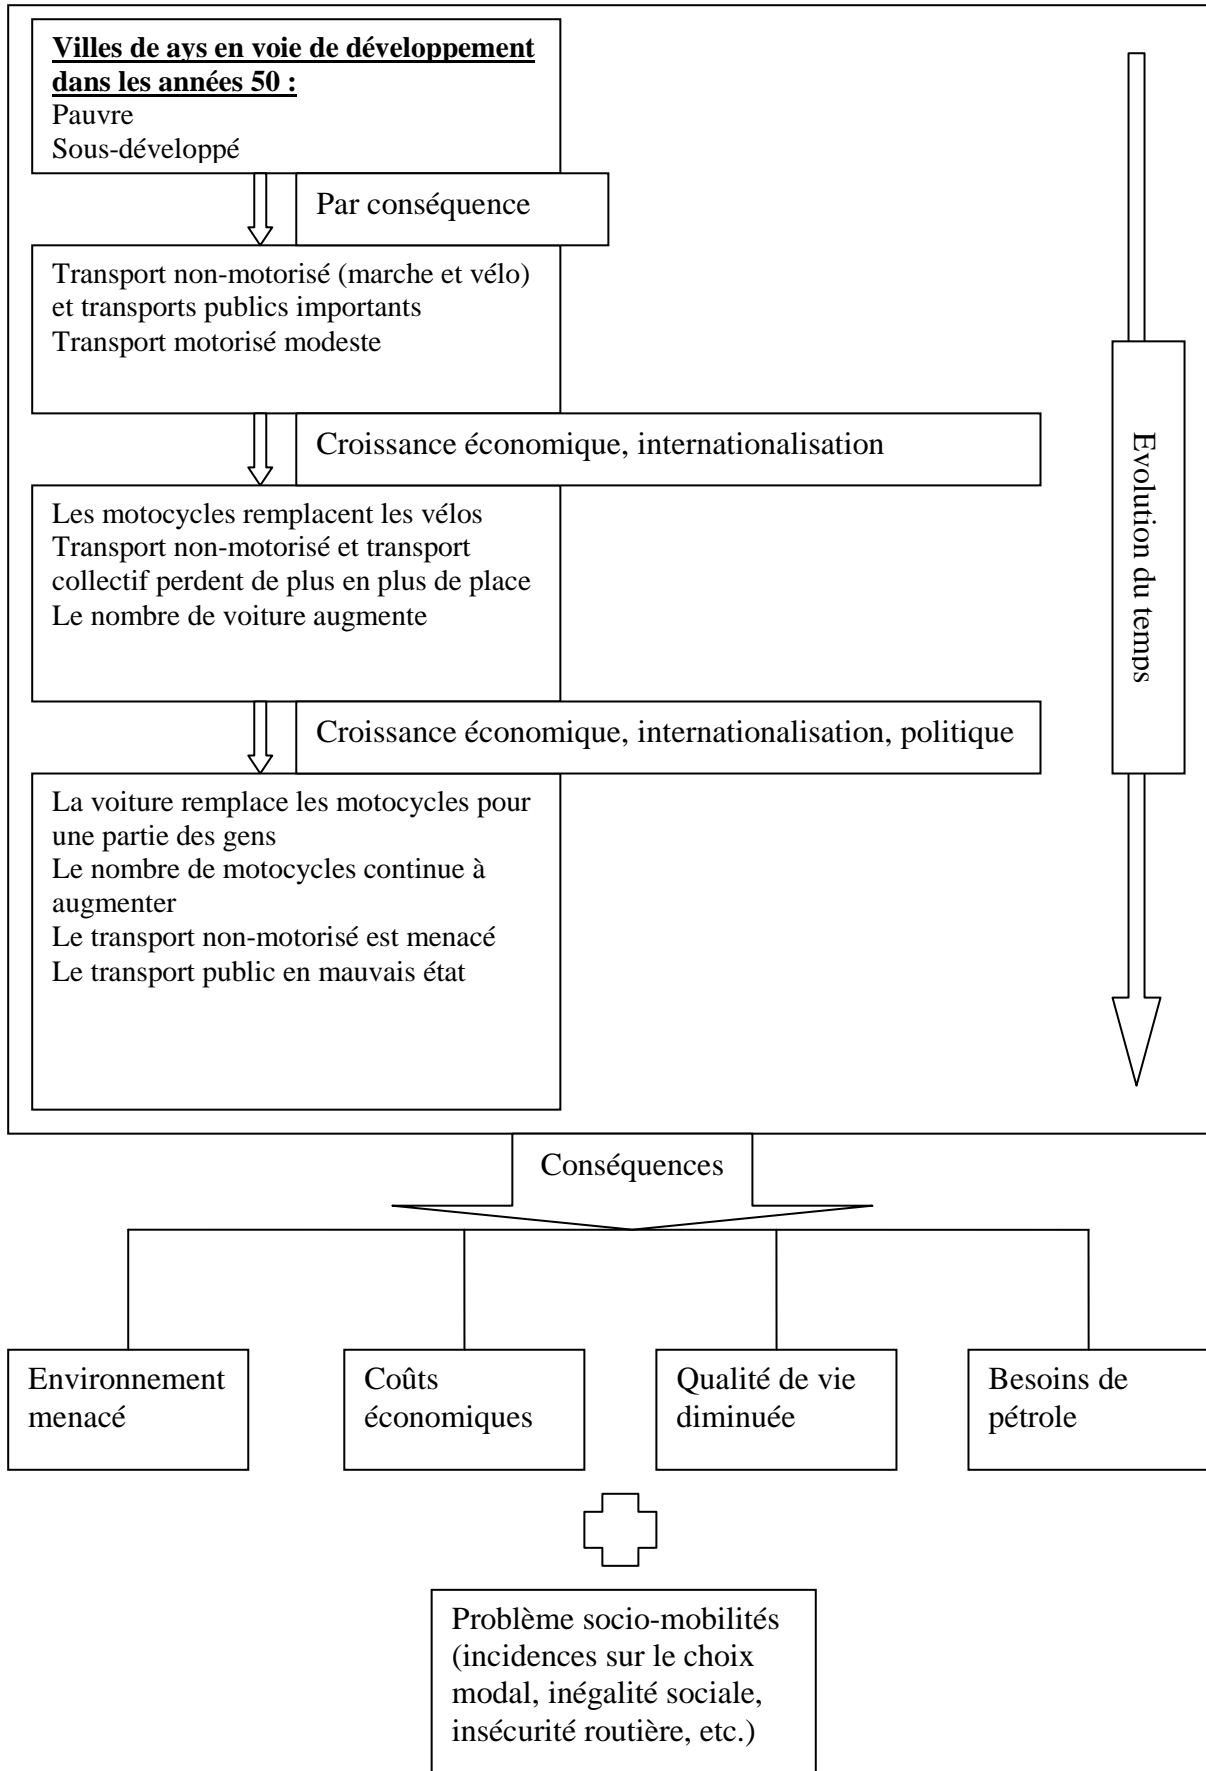 Villes de ays en voie de développement
dans les années 50 :
Pauvre
Sous-développé
Par conséquence
Transport non-motorisé (marche et vélo)
et transports publics importants
Transport motorisé modeste
Croissance économique, internationalisation
Les motocycles remplacent les vélos
Transport non-motorisé et transport
collectif perdent de plus en plus de place
Le nombre de voiture augmente
Croissance économique, internationalisation, politique
La voiture remplace les motocycles pour
une partie des gens
Le nombre de motocycles continue à
augmenter
Le transport non-motorisé est menacé
Le transport public en mauvais état
Evolution du temps
Conséquences
Environnement
menacé
Coûts
économiques
Qualité de vie
diminuée
Besoins de
pétrole
Problème socio-mobilités
(incidences sur le choix
modal, inégalité sociale,
insécurité routière, etc.)